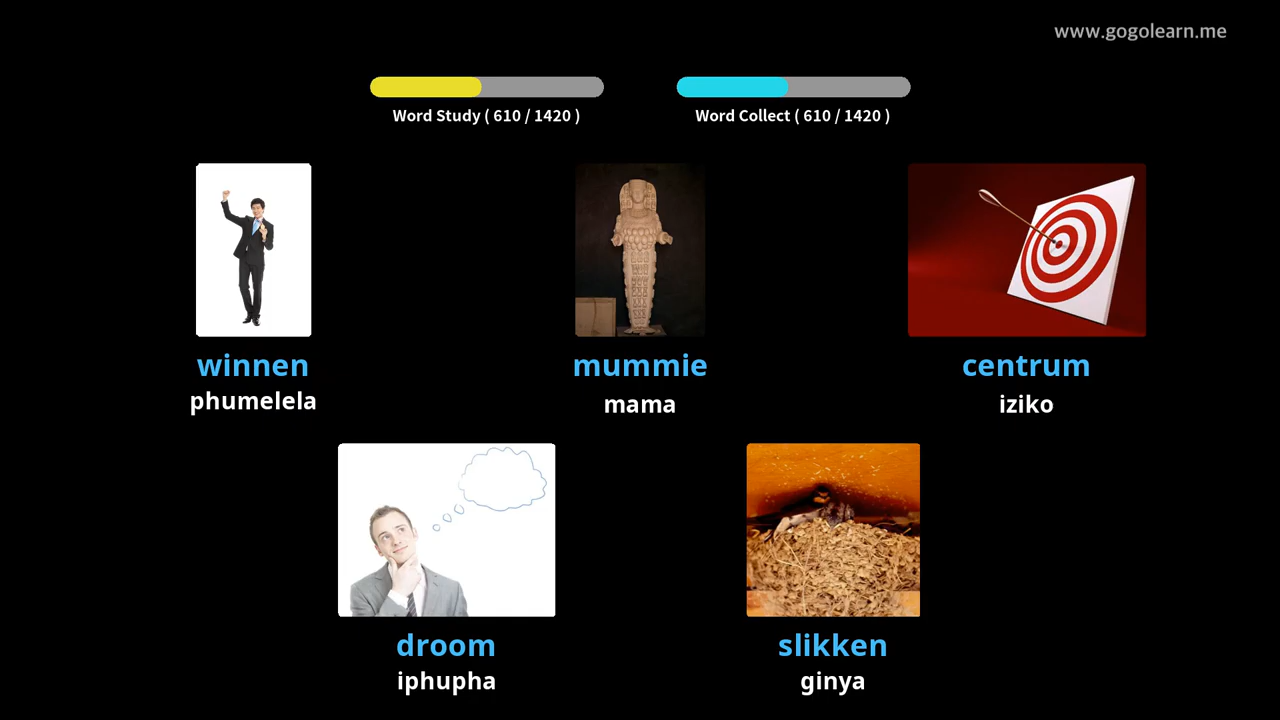 www.gogolearn.me
Word Study ( 610 / 1420 )
Word Collect ( 610 / 1420 )
winnen
phumelela
mummie
mama
centrum
iziko
droom
iphupha
slikken
ginya